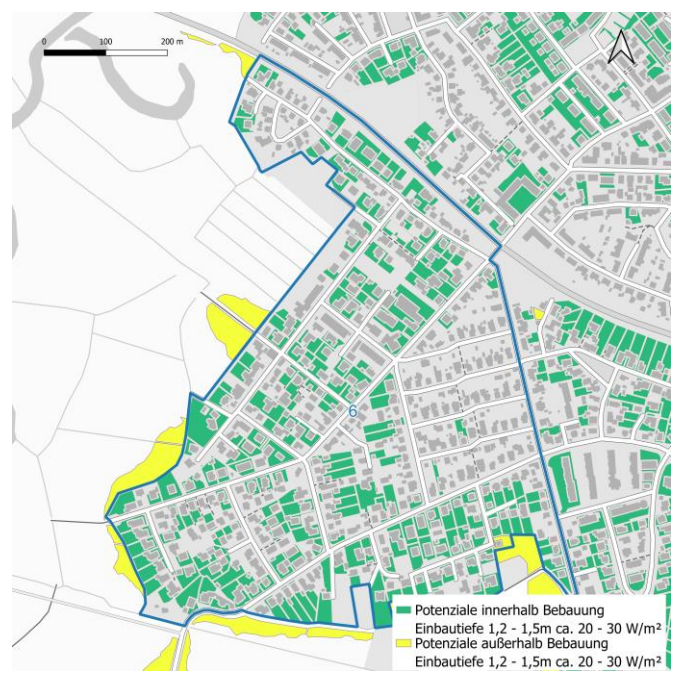 0 100 200 m
6
Potenziale innerhalb Bebauung
Einbautiefe 1,2 - 1,5m ca. 20 - 30 W/m²
Potenziale außerhalb Bebauung
Einbautiefe 1,2 - 1,5m ca. 20 - 30 W/m²